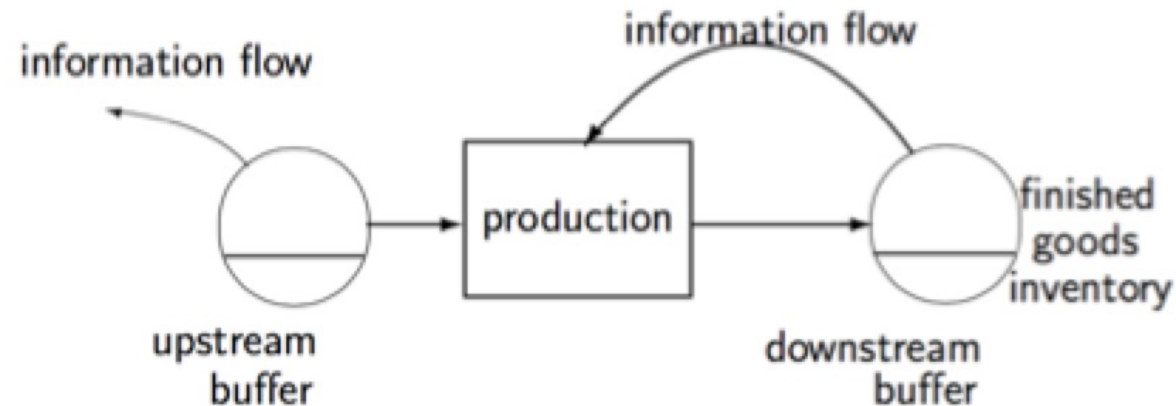 information flow
information flow
production
finished
goods
inventory
upstream
buffer
downstream
buffer